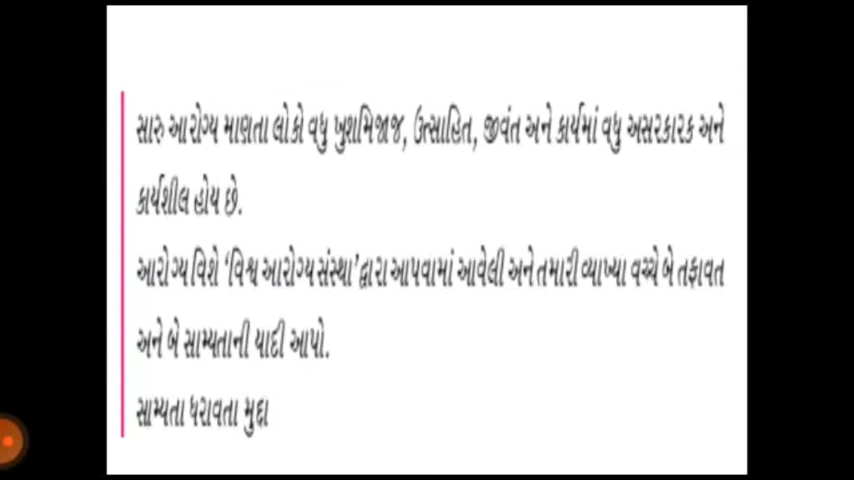 સારુ આરોગ્ય માણતા લોકો વધુ ખુશમિજાજ, ઉત્સાહિત, જીવંત અને કાર્યમાં વધુ અસરકારક અને
કાર્યશીલ હોય છે.
આરોગ્ય વિશે ‘વિશ્વ આરોગ્ય સંસ્થા’ દ્વારા આપવામાં આવેલી અને તમારી વ્યાખ્યા વચ્ચે બે તફાવત
અને બે સામ્યતાની યાદી આપો.
સામ્યતા ધરાવતા મુદ્દા